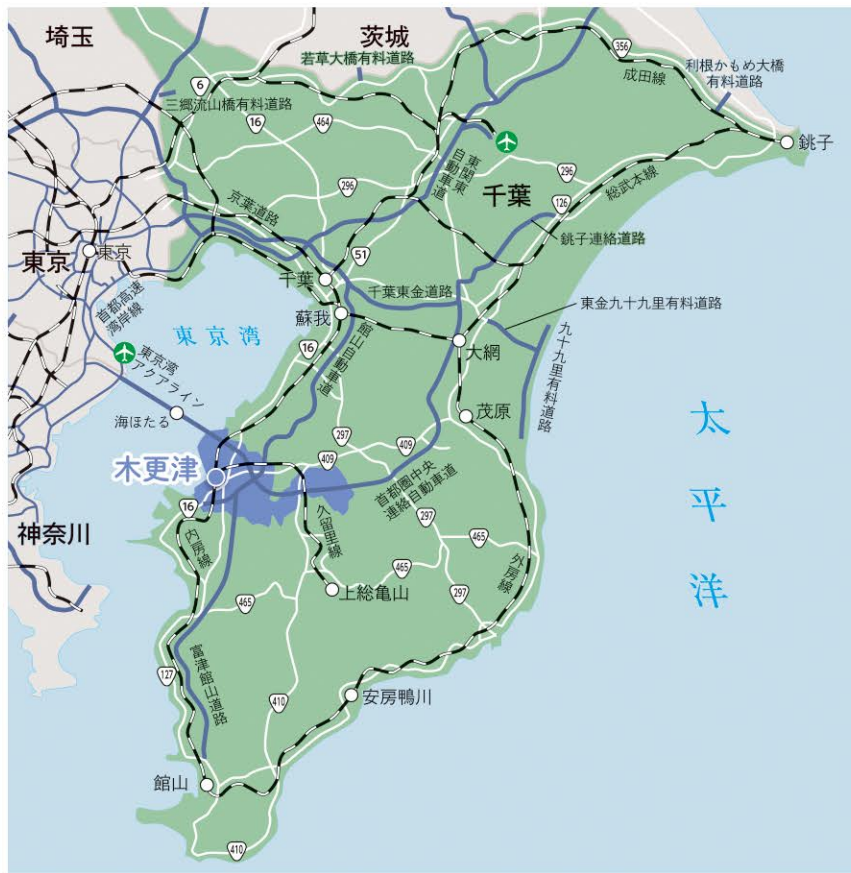 埼玉
茨城
若草大橋有料道路
356
成田線
利根かもめ大橋
有料道路
6
三郷流山橋有料道路
16
464
銚子
296
東関東
自動車道
千葉
296
総武本線
126
京葉道路
銚子連絡道路
東京
東京
51
千葉
千葉東金道路
首都高速
湾岸線
東京湾
蘇我
東金九十九里有料道路
16
館山自動車道
大網
九十九里有料道路
東京湾
アクアライン
海ほたる
茂原
太平洋
297
409
木更津
409
首都圏中央
連絡自動車道
16
久留里線
297
神奈川
内房線
465
外房線
465
上総亀山
297
465
富津館山道路
127
410
安房鴨川
館山
410